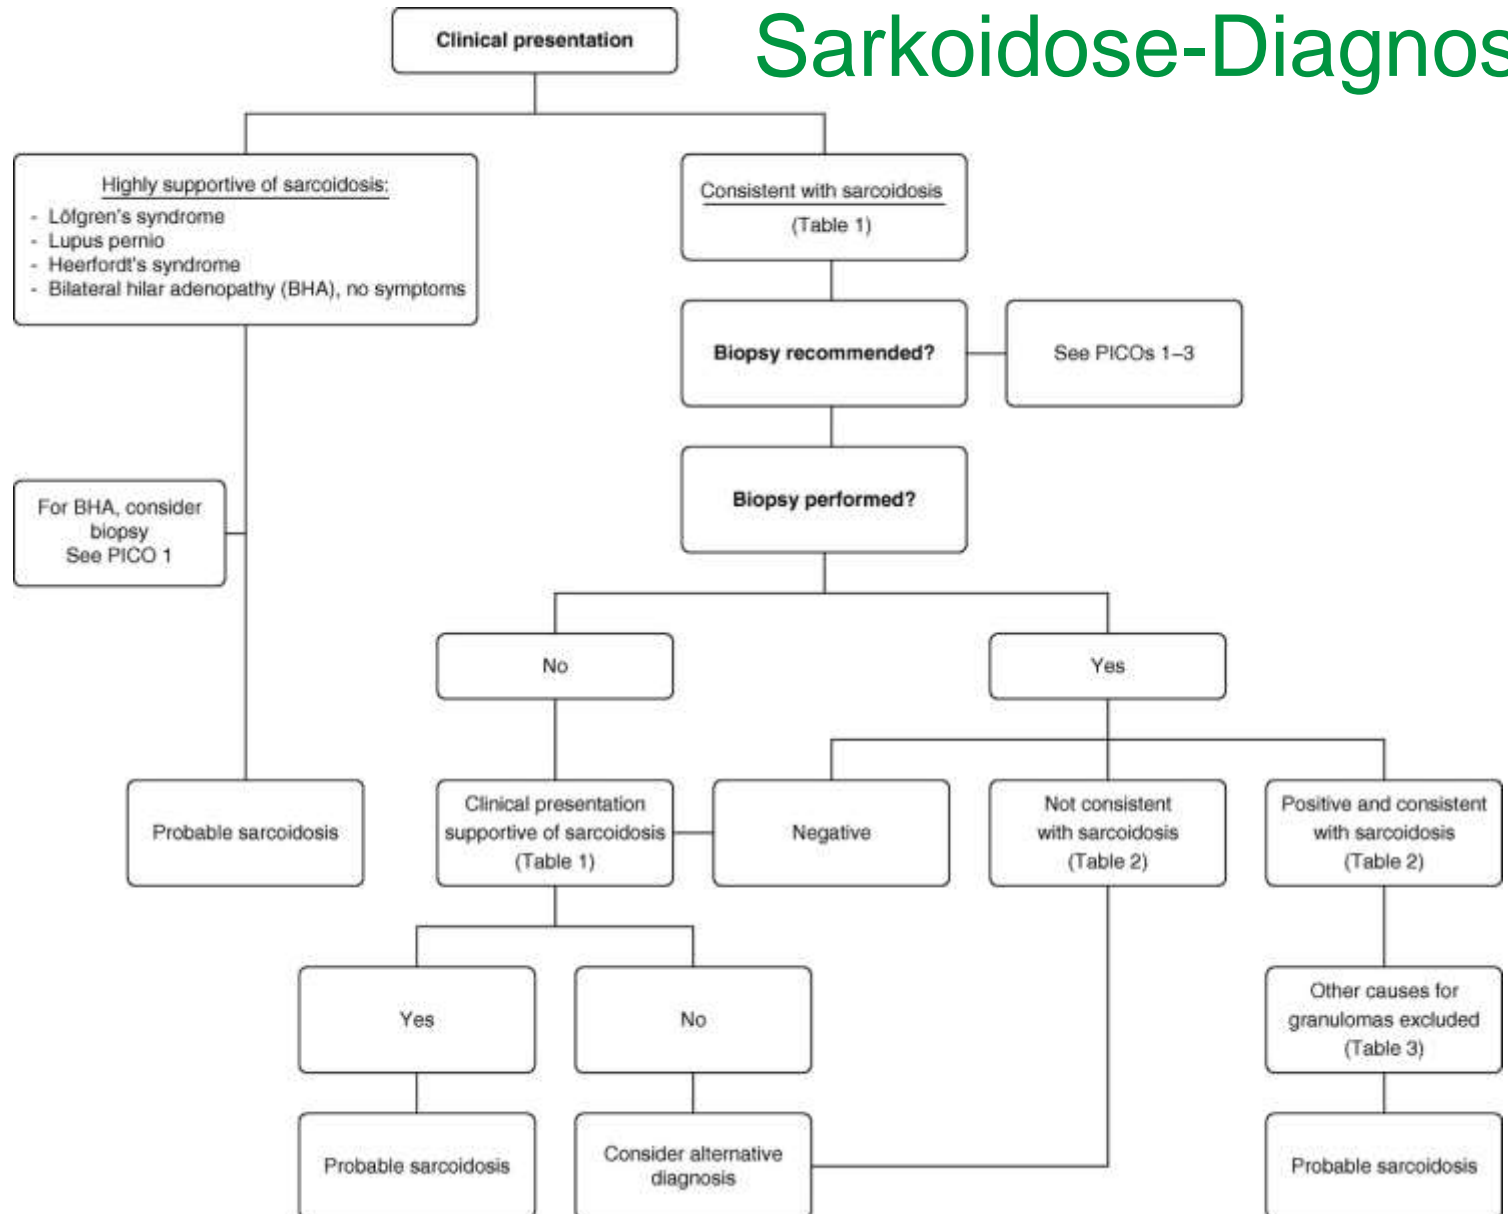 Sarkoidose-Diagnos
Clinical presentation
Highly supportive of sarcoidosis:
- Löfgren's syndrome
- Lupus pernio
- Heerfordt's syndrome
- Bilateral hilar adenopathy (BHA), no symptoms
Consistent with sarcoidosis
(Table 1)
Biopsy recommended?
See PICOs 1–3
Biopsy performed?
For BHA, consider
biopsy
See PICO 1
No
Yes
Probable sarcoidosis
Clinical presentation
supportive of sarcoidosis
(Table 1)
Negative
Not consistent
with sarcoidosis
(Table 2)
Positive and consistent
with sarcoidosis
(Table 2)
Yes
No
Other causes for
granulomas excluded
(Table 3)
Probable sarcoidosis
Consider alternative
diagnosis
Probable sarcoidosis